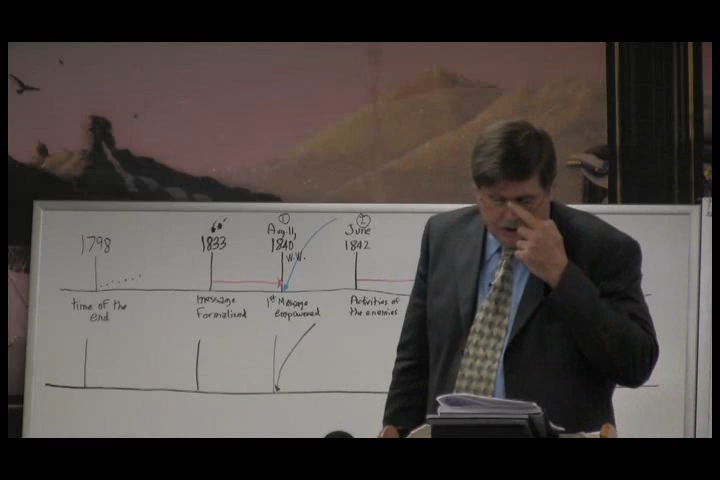 1798
1833
①
Aug. 11,
1840
W.W.
②
June
1842
time of the
end
message
Formalized
1st Message
empowered
Activities of
the enemies